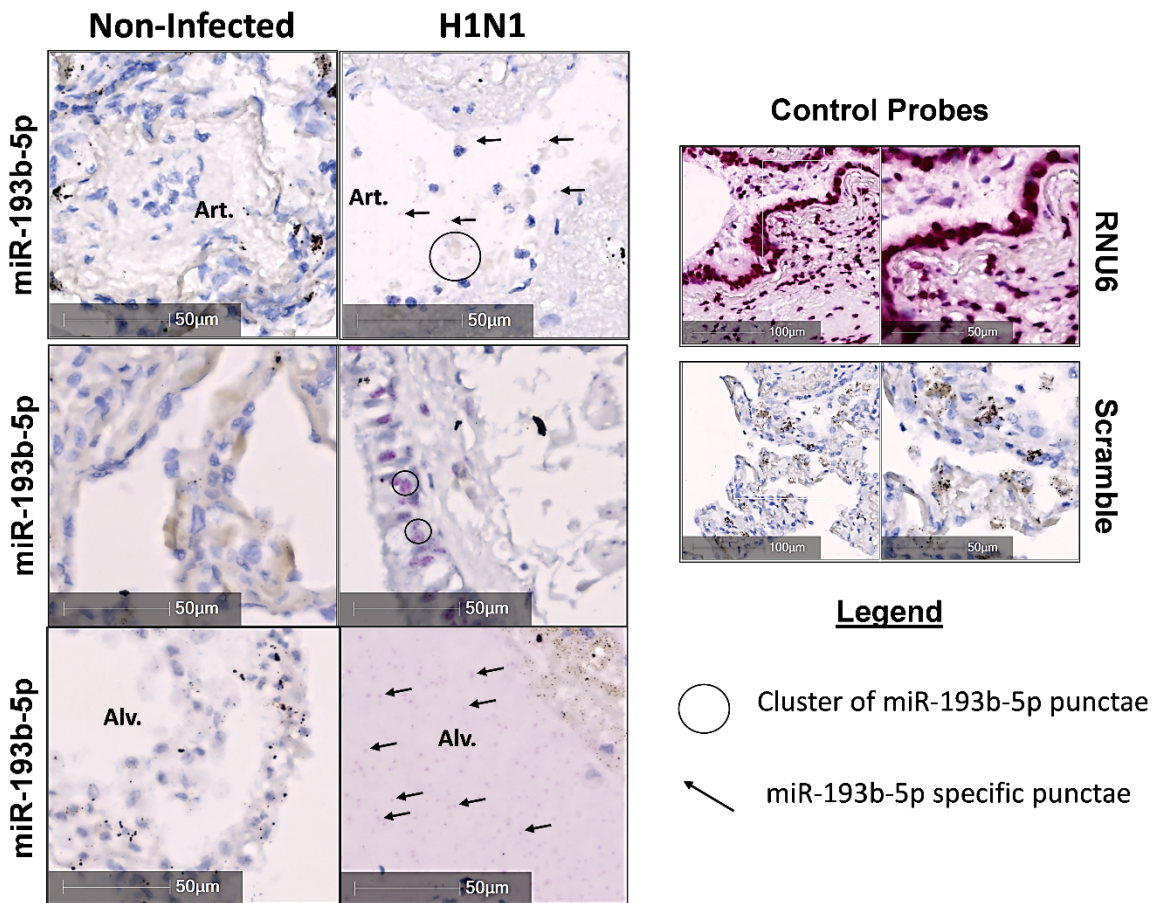 Non-Infected
H1N1
miR-193b-5p
Art.
50µm
Art.
50µm
miR-193b-5p
50µm
50µm
miR-193b-5p
Alv.
50µm
Alv.
50µm
Control Probes
RNU6
100µm
50µm
Scramble
100µm
50µm
Legend
Cluster of miR-193b-5p punctae
miR-193b-5p specific punctae